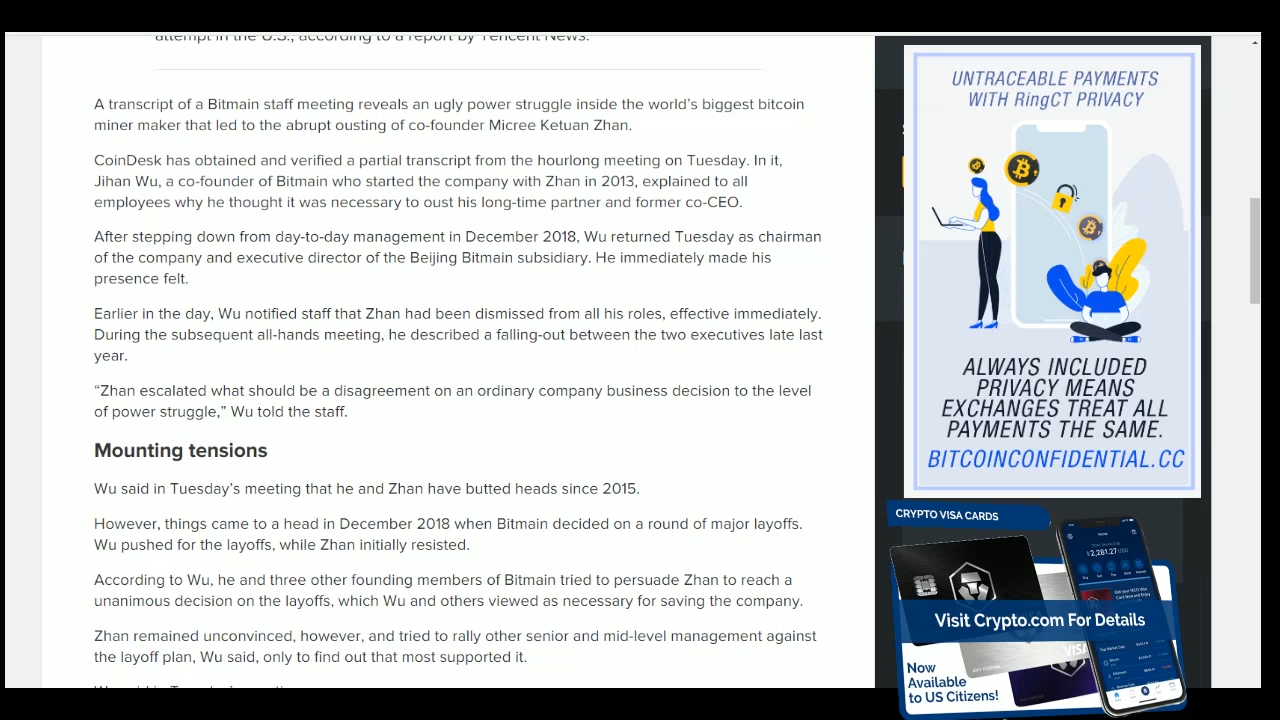 attempt in the U.S., according to a report by Tencent News.
A transcript of a Bitmain staff meeting reveals an ugly power struggle inside the world's biggest bitcoin
miner maker that led to the abrupt ousting of co-founder Micree Ketuan Zhan.
CoinDesk has obtained and verified a partial transcript from the hourlong meeting on Tuesday. In it,
Jihan Wu, a co-founder of Bitmain who started the company with Zhan in 2013, explained to all
employees why he thought it was necessary to oust his long-time partner and former co-CEO.
After stepping down from day-to-day management in December 2018, Wu returned Tuesday as chairman
of the company and executive director of the Beijing Bitmain subsidiary. He immediately made his
presence felt.
Earlier in the day, Wu notified staff that Zhan had been dismissed from all his roles, effective immediately.
During the subsequent all-hands meeting, he described a falling-out between the two executives late last
year.
“Zhan escalated what should be a disagreement on an ordinary company business decision to the level
of power struggle,” Wu told the staff.
Mounting tensions
Wu said in Tuesday's meeting that he and Zhan have butted heads since 2015.
However, things came to a head in December 2018 when Bitmain decided on a round of major layoffs.
Wu pushed for the layoffs, while Zhan initially resisted.
According to Wu, he and three other founding members of Bitmain tried to persuade Zhan to reach a
unanimous decision on the layoffs, which Wu and others viewed as necessary for saving the company.
Zhan remained unconvinced, however, and tried to rally other senior and mid-level management against
the layoff plan, Wu said, only to find out that most supported it.
UNTRACEABLE PAYMENTS
WITH RingCT PRIVACY
ALWAYS INCLUDED
PRIVACY MEANS
EXCHANGES TREAT ALL
PAYMENTS THE SAME.
BITCOINCONFIDENTIAL.CC
CRYPTO VISA CARDS
$2,281.27 USD
Visit Crypto.com For Details
VISA
Now
Available
to US Citizens!